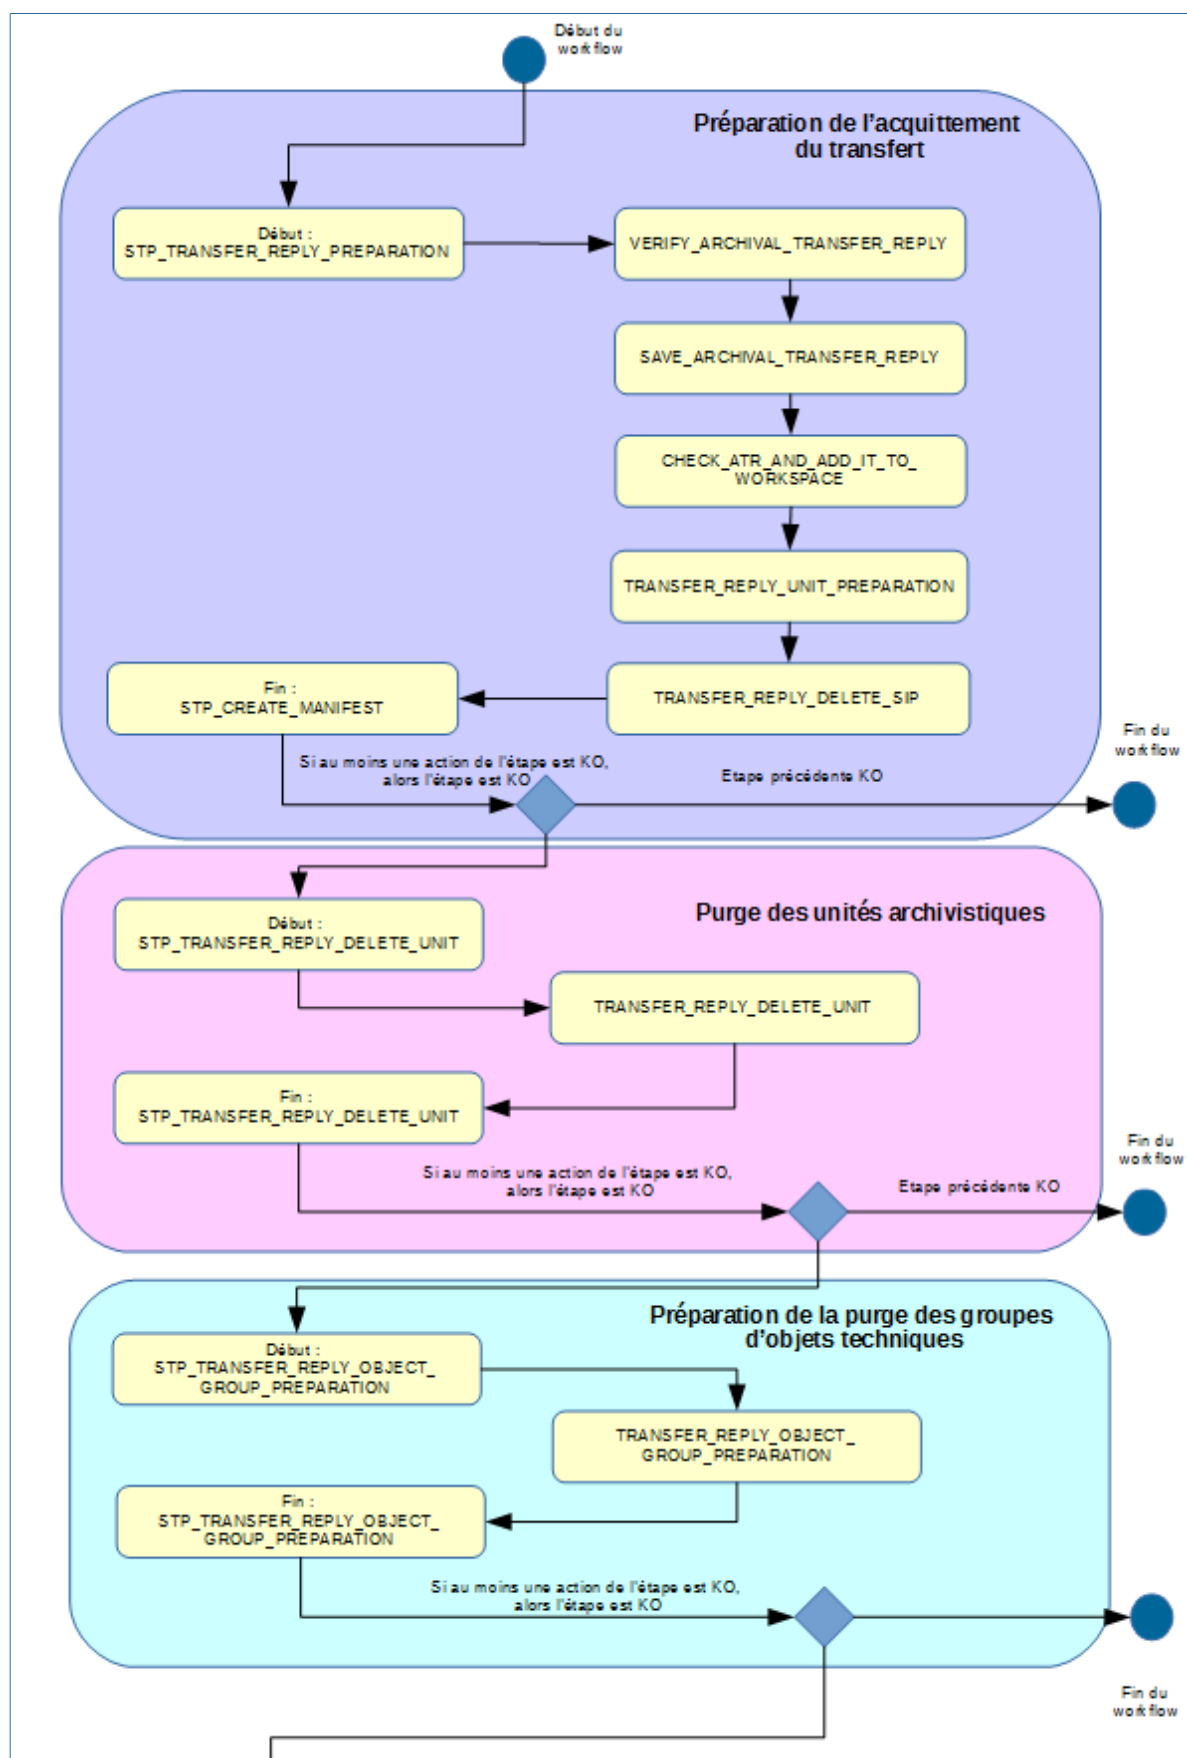 Début du
workflow
Préparation de l'acquittement
du transfert
Début :
STP_TRANSFER_REPLY_PREPARATION
VERIFY_ARCHIVAL_TRANSFER_REPLY
SAVE_ARCHIVAL_TRANSFER_REPLY
CHECK_ATR_AND_ADD_IT_TO_
WORKSPACE
TRANSFER_REPLY_UNIT_PREPARATION
TRANSFER_REPLY_DELETE_SIP
Fin :
STP_CREATE_MANIFEST
Si au moins une action de l'étape est KO,
alors l'étape est KO
Etape précédente KO
Fin du
workflow
Purge des unités archivistiques
Début :
STP_TRANSFER_REPLY_DELETE_UNIT
TRANSFER_REPLY_DELETE_UNIT
Fin :
STP_TRANSFER_REPLY_DELETE_UNIT
Si au moins une action de l'étape est KO,
alors l'étape est KO
Etape précédente KO
Fin du
workflow
Préparation de la purge des groupes
d'objets techniques
Début :
STP_TRANSFER_REPLY_OBJECT_
GROUP_PREPARATION
TRANSFER_REPLY_OBJECT_
GROUP_PREPARATION
Fin :
STP_TRANSFER_REPLY_OBJECT_
GROUP_PREPARATION
Si au moins une action de l'étape est KO,
alors l'étape est KO
Fin du
workflow